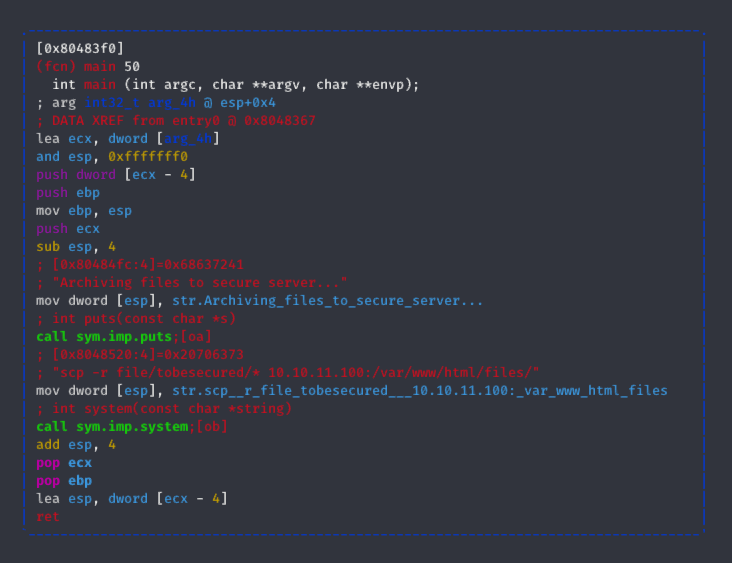 [0x80483f0]
(fcn) main 50
int main (int argc, char **argv, char **envp);
; arg int32_t arg_4h @ esp+0x4
; DATA XREF from entry0 @ 0x8048367
lea ecx, dword [arg_4h]
and esp, 0xfffffff0
push dword [ecx - 4]
push ebp
mov ebp, esp
push ecx
sub esp, 4
; [0x80484fc:4]=0x68637241
; "Archiving files to secure server..."
mov dword [esp], str.Archiving_files_to_secure_server...
; int puts(const char *s)
call sym.imp.puts;[oa]
; [0x8048520:4]=0x20706373
; "scp -r file/tobesecured/* 10.10.11.100:/var/www/html/files/"
mov dword [esp], str.scp__r_file_tobesecured___10.10.11.100:_var_www_html_files
; int system(const char *string)
call sym.imp.system;[ob]
add esp, 4
pop ecx
pop ebp
lea esp, dword [ecx - 4]
ret